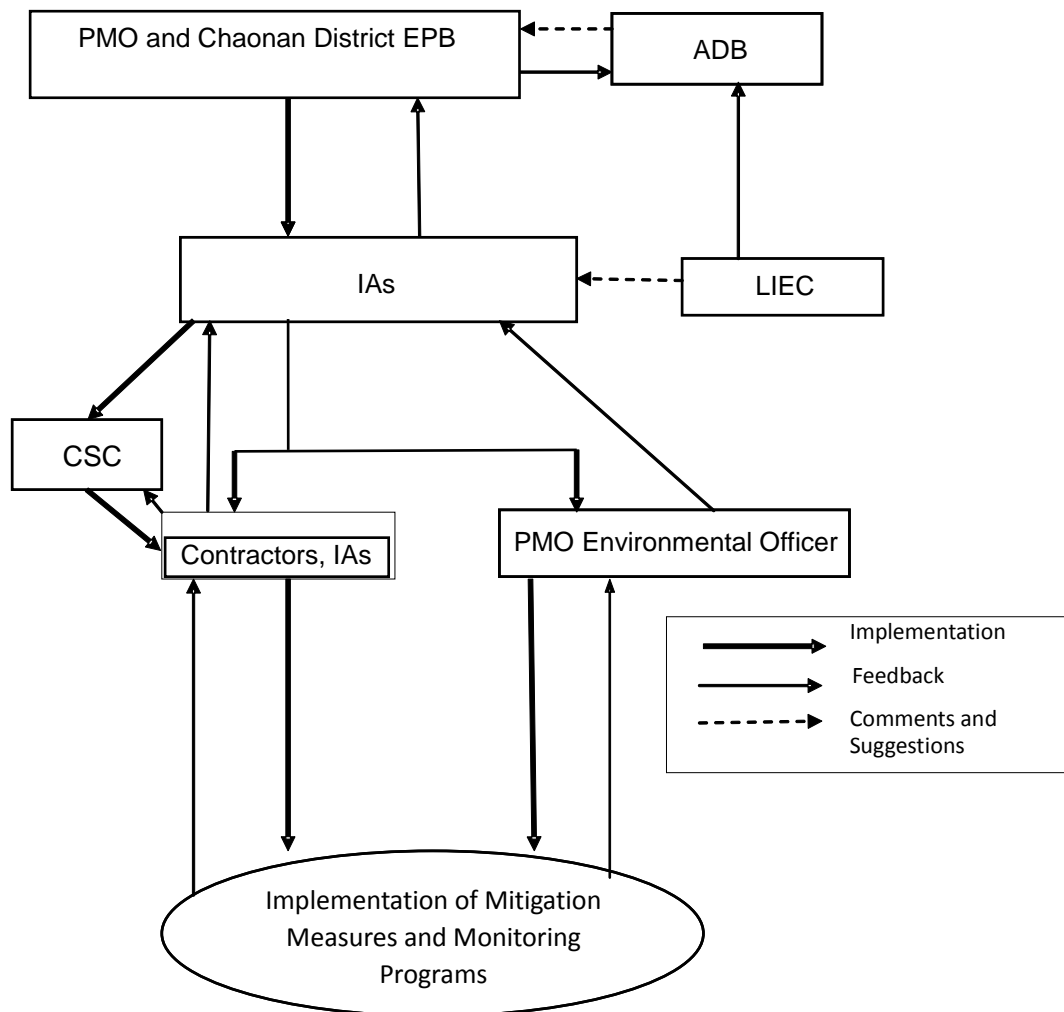 PMO and Chaonan District EPB
ADB
IAs
LIEC
CSC
Contractors, IAs
PMO Environmental Officer
Implementation
Feedback
Comments and
Suggestions
Implementation of Mitigation
Measures and Monitoring
Programs